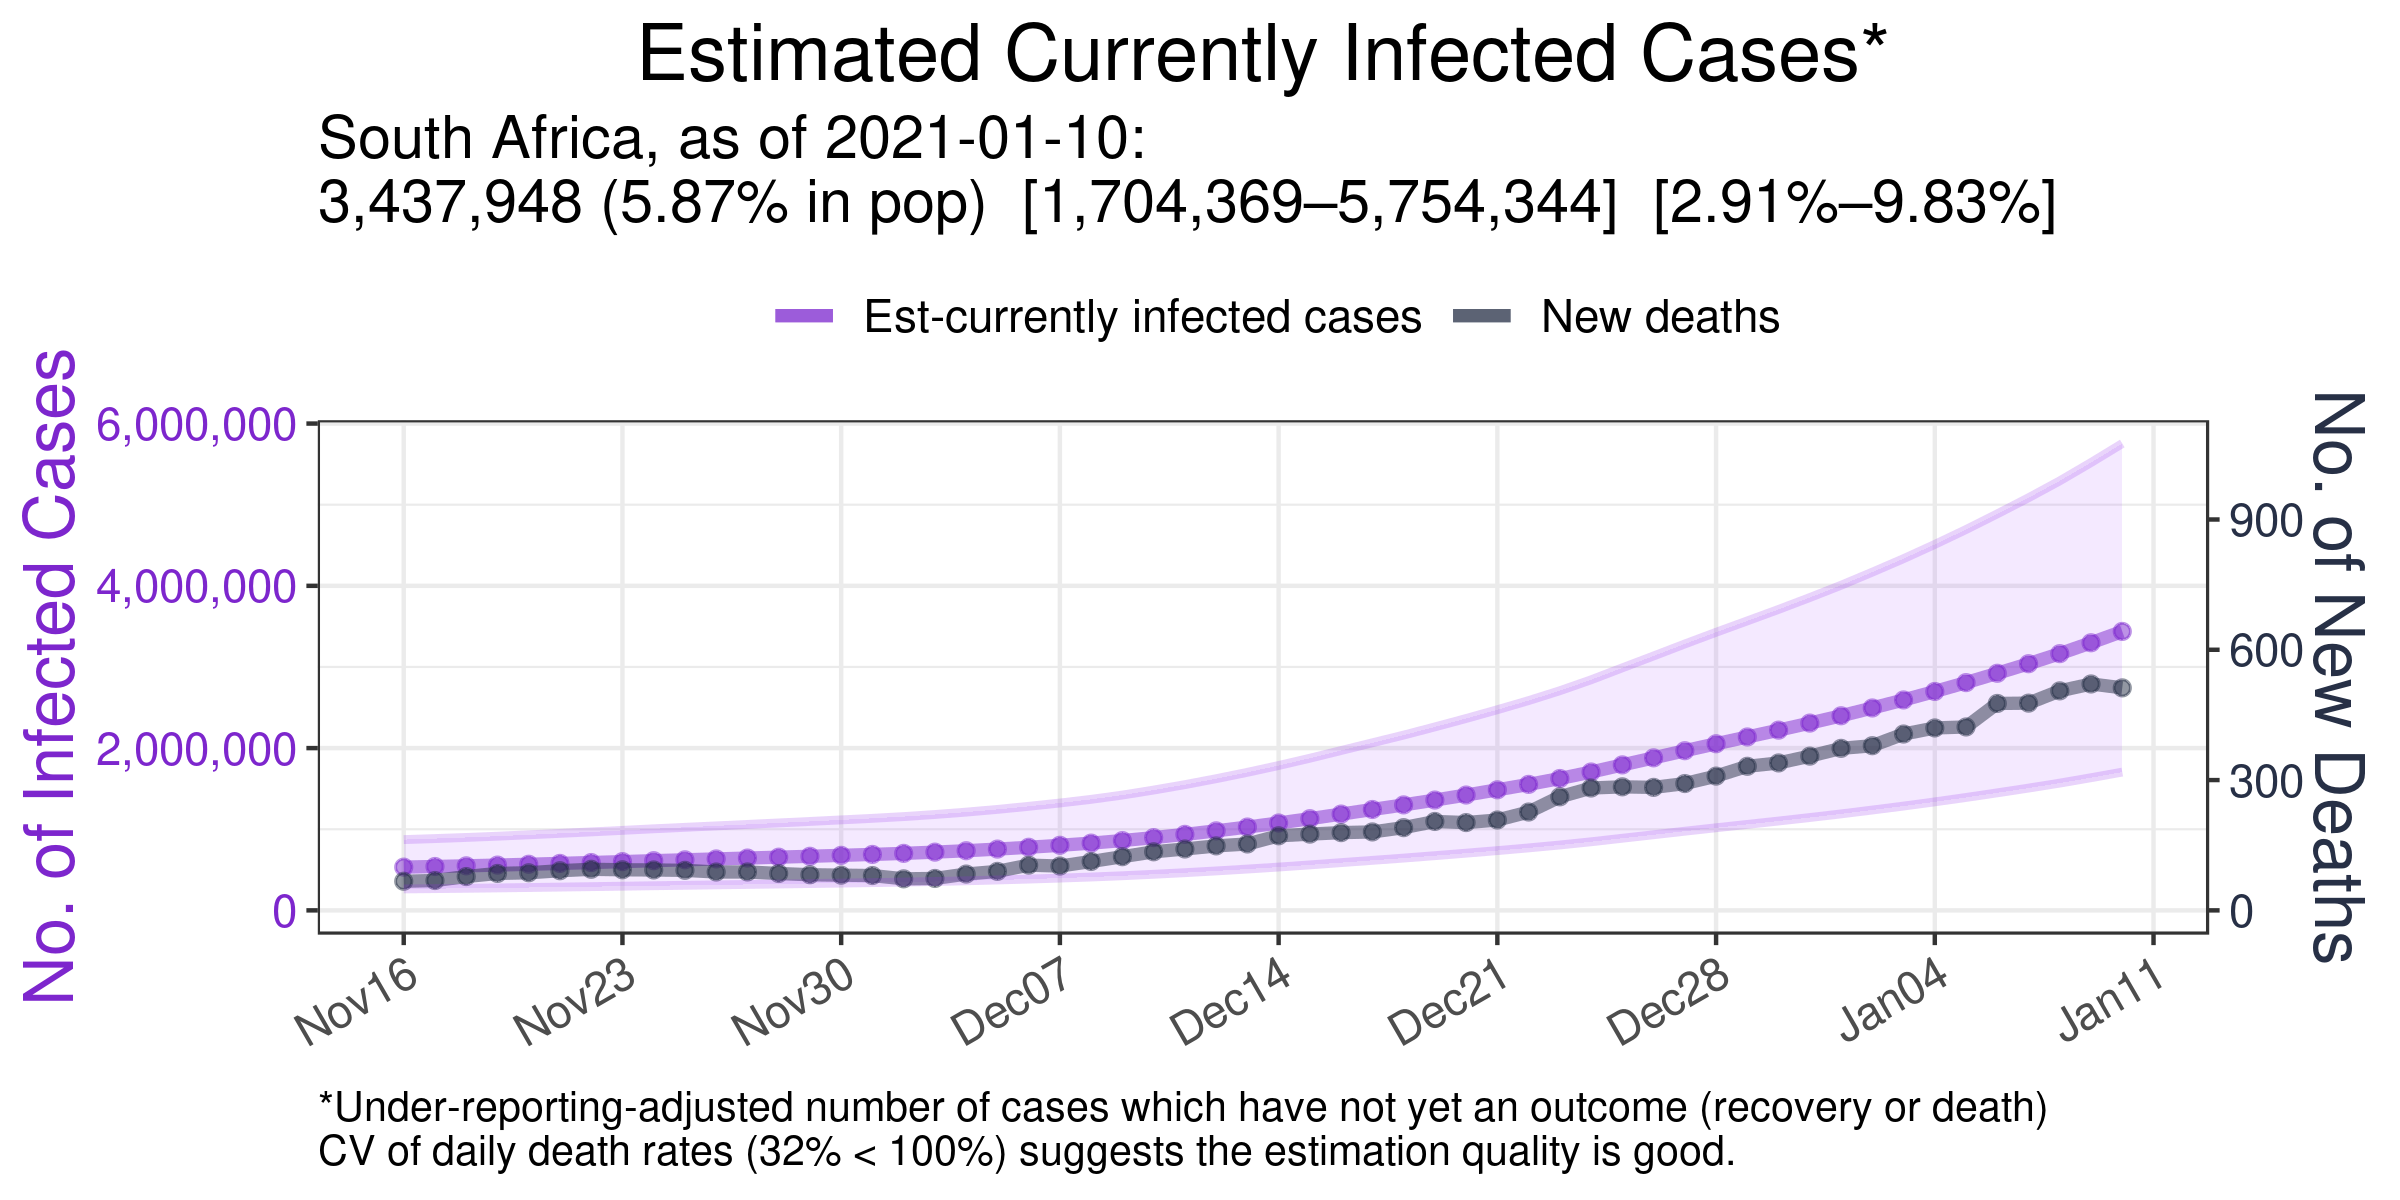 Estimated Currently Infected Cases*
South Africa, as of 2021-01-10:
3,437,948 (5.87% in pop)  [1,704,369–5,754,344]  [2.91%–9.83%]
Est-currently infected cases
New deaths
No. of Infected Cases
6,000,000
4,000,000
2,000,000
0
No. of New Deaths
900
600
300
0
Nov16
Nov23
Nov30
Dec07
Dec14
Dec21
Dec28
Jan04
Jan11
*Under-reporting-adjusted number of cases which have not yet an outcome (recovery or death)
CV of daily death rates (32% < 100%) suggests the estimation quality is good.